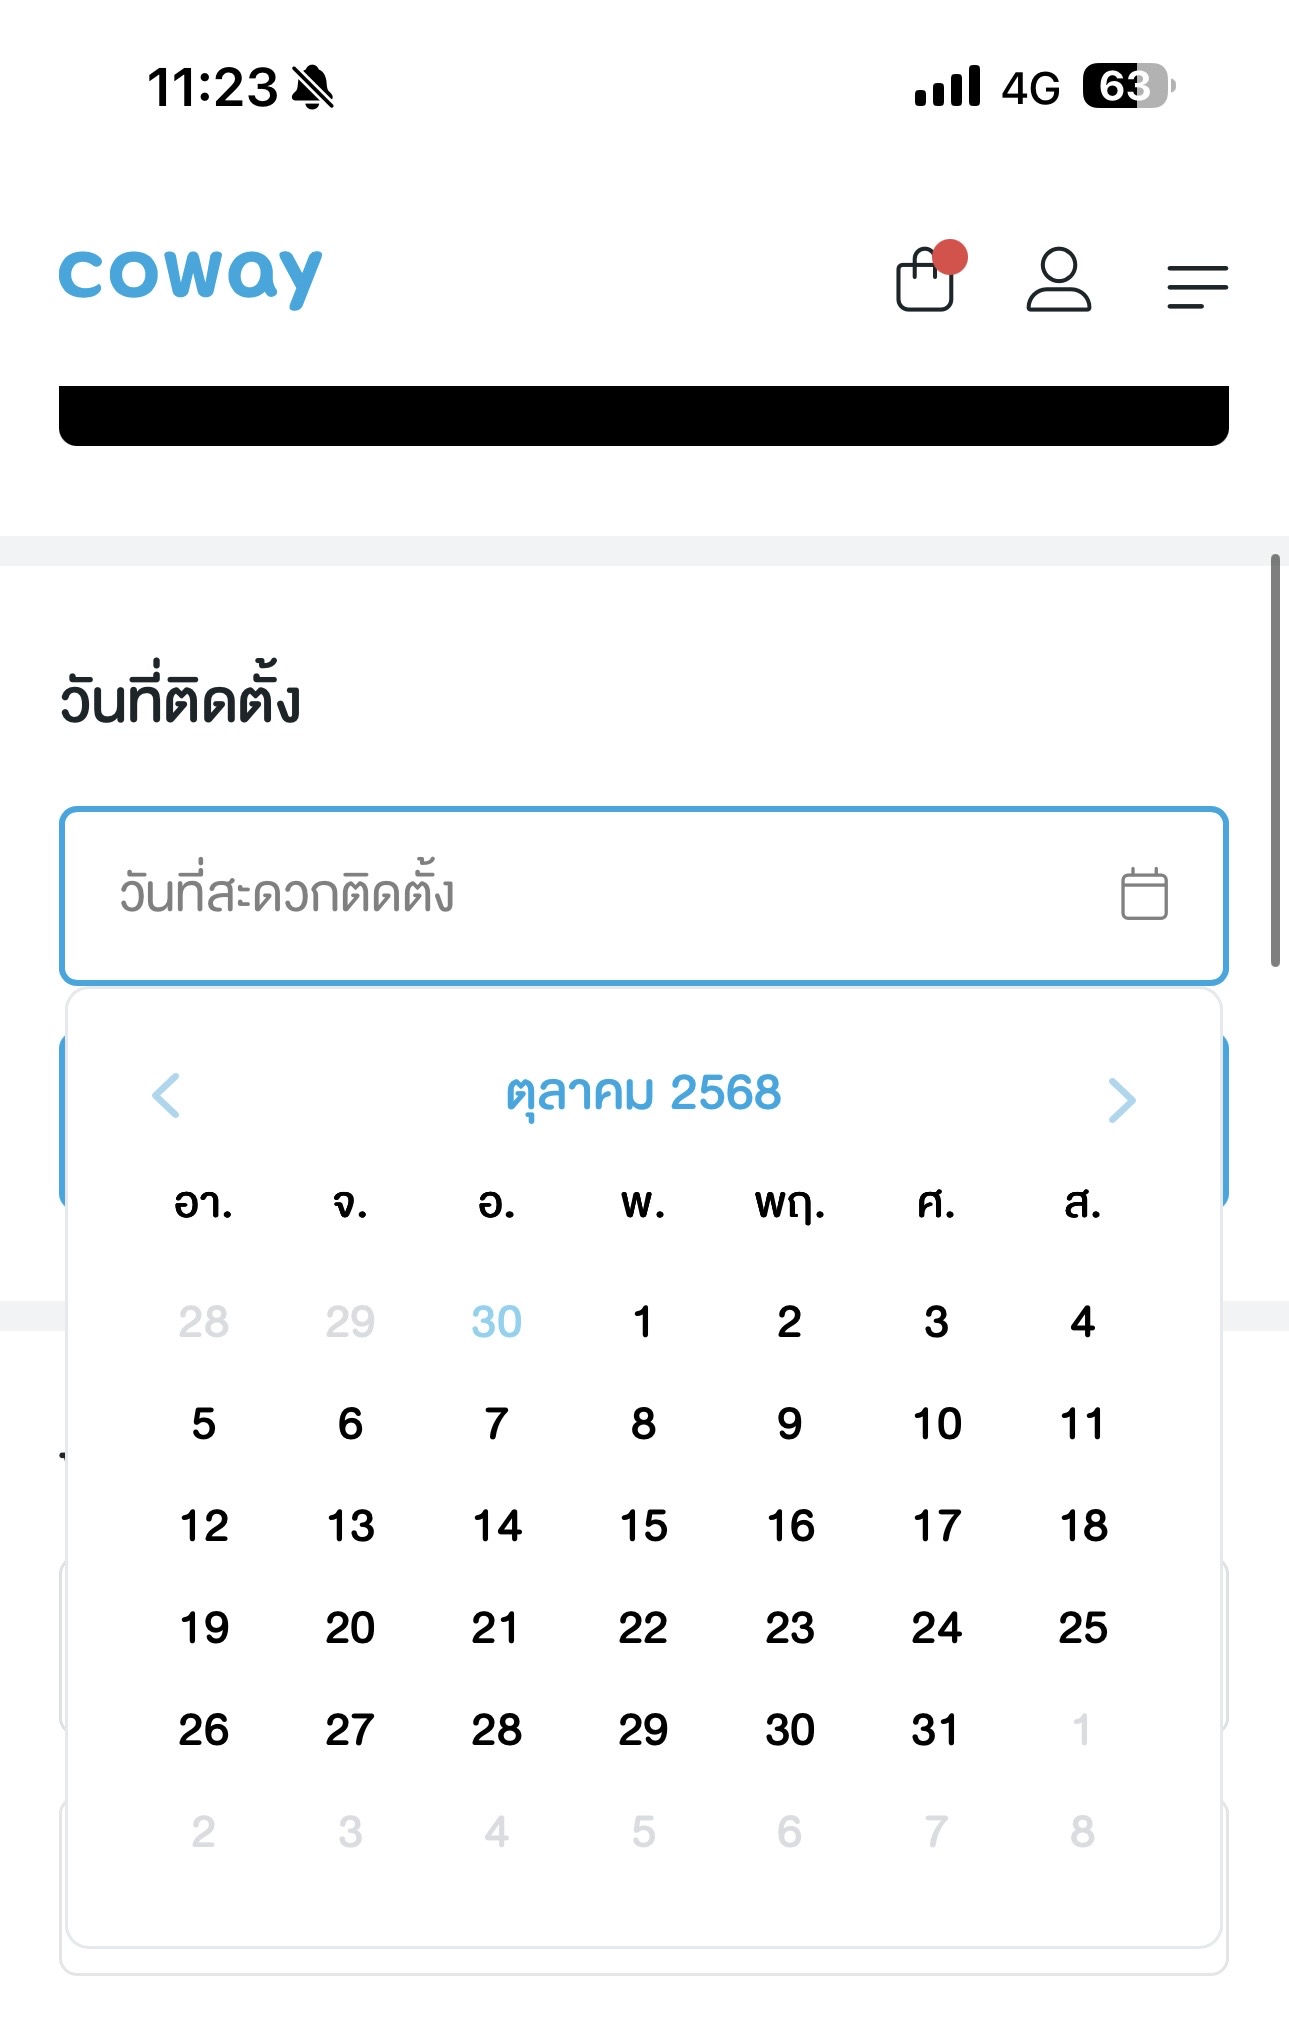 11:23 4G 63
coway
วันที่ติดตั้ง
วันที่สะดวกติดตั้ง
ตุลาคม 2568
อา. จ. อ. พ. พฤ. ศ. ส.
28 29 30 1 2 3 4
5 6 7 8 9 10 11
12 13 14 15 16 17 18
19 20 21 22 23 24 25
26 27 28 29 30 31 1
2 3 4 5 6 7 8